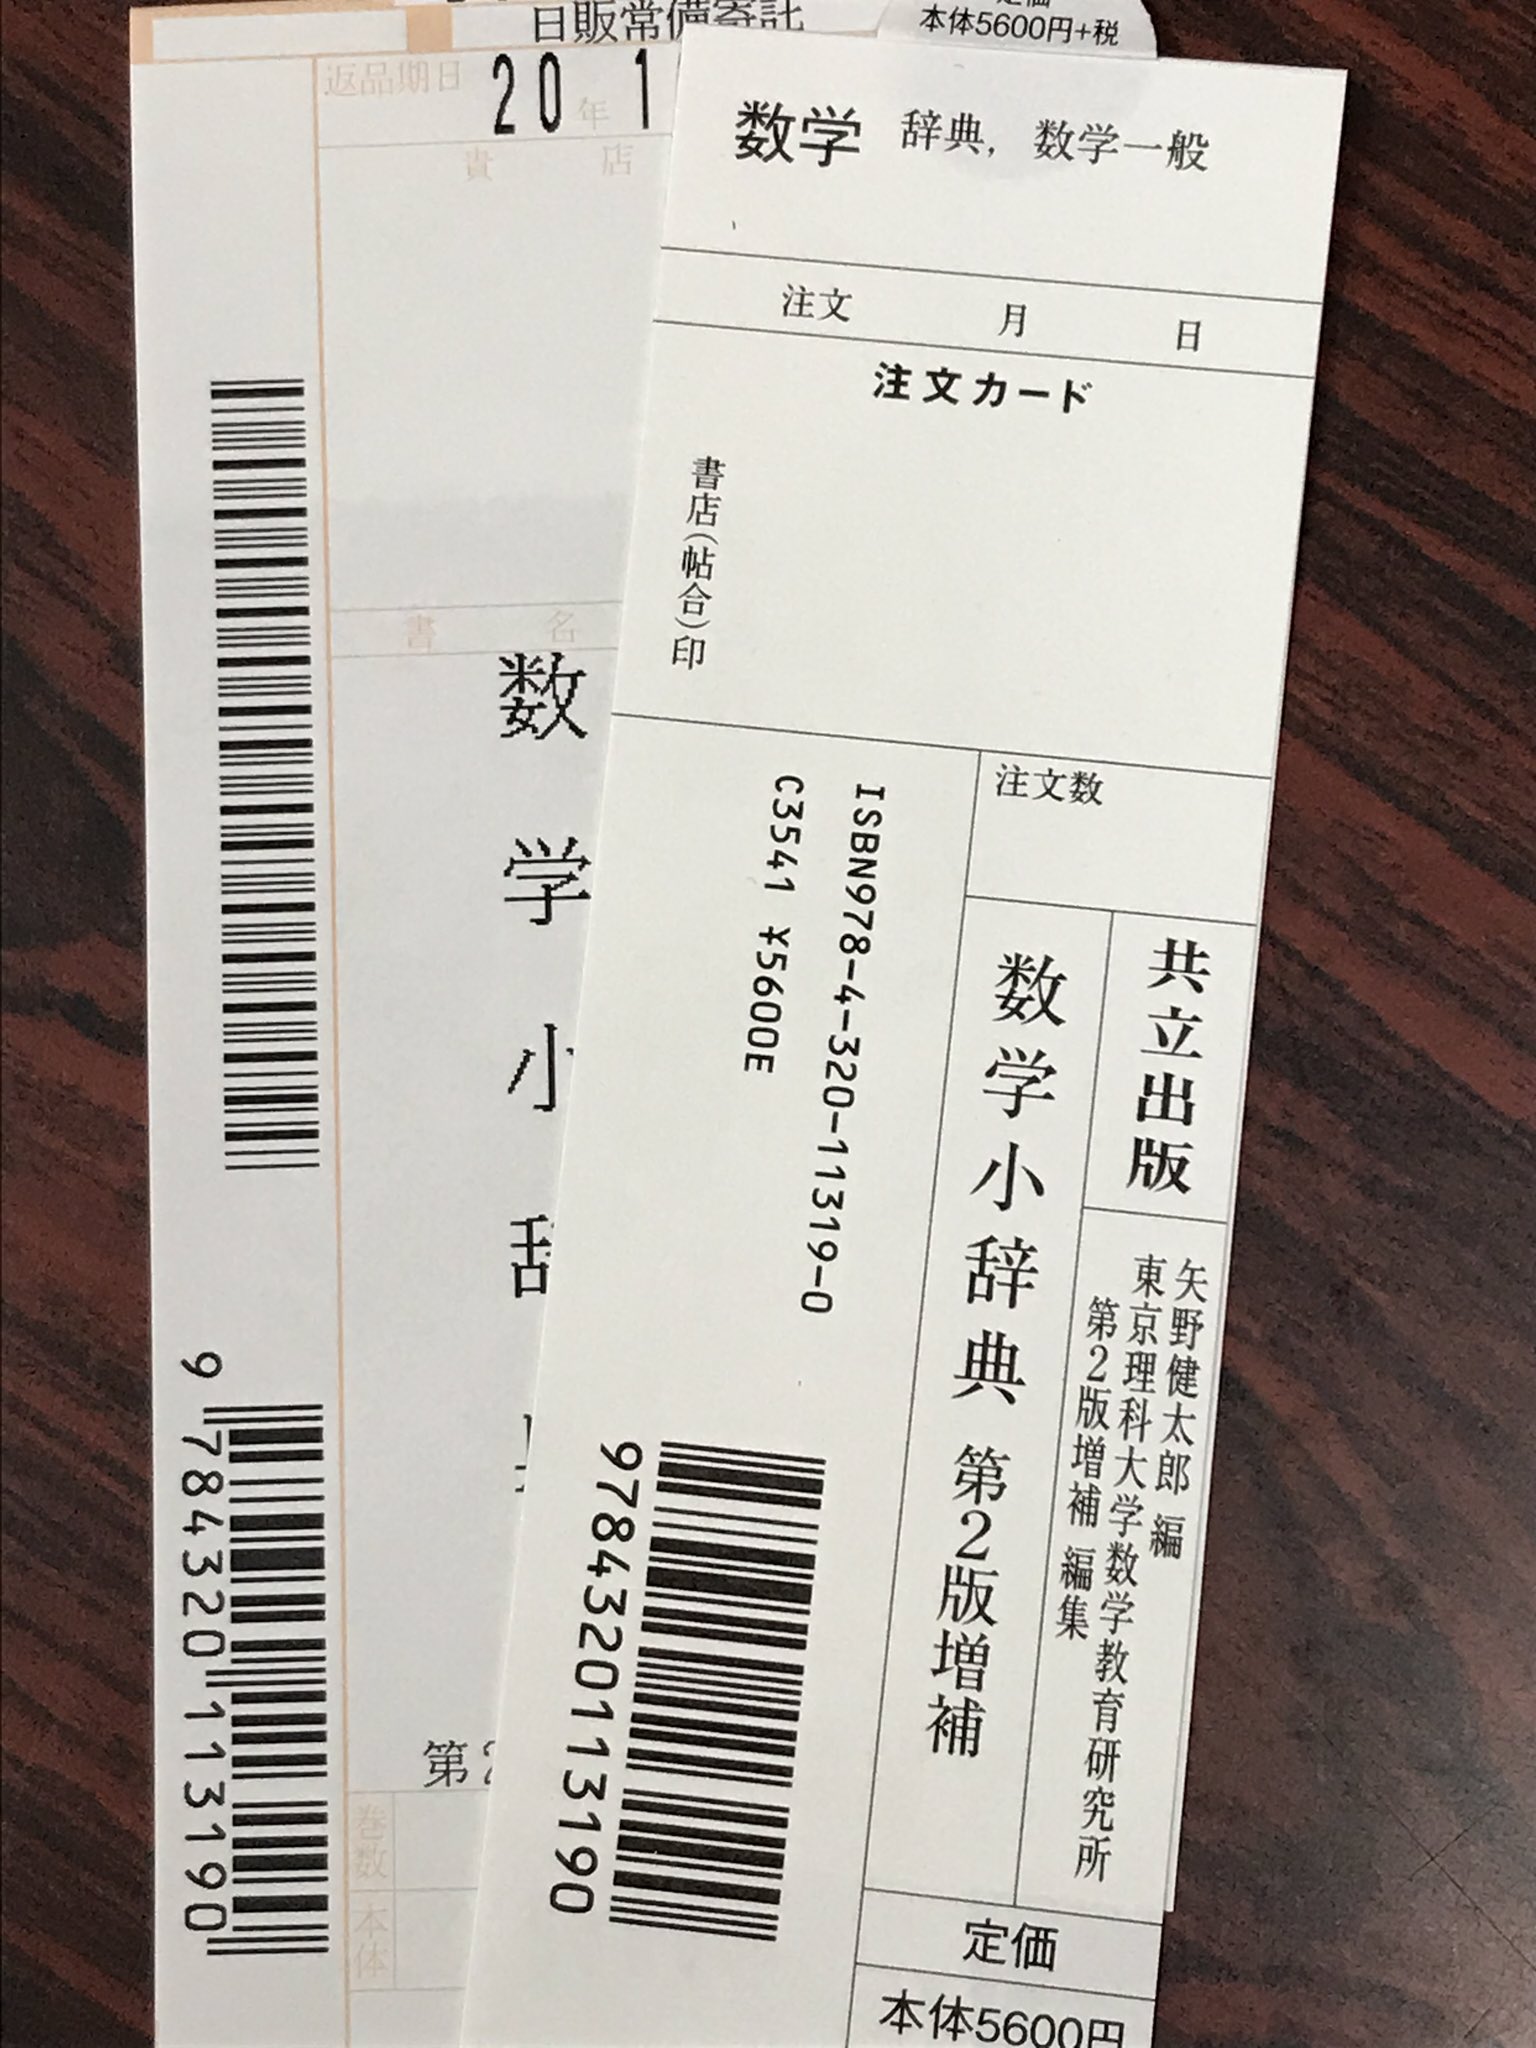 日販常備寄託
定価
本体5600円+税
返品期日
20年1
貴店
書名
数学小辞
第2
巻数
本体
9784320113190
数学 辞典, 数学一般
注文 月 日
注文カード
書店(帖合)印
注文数
共立出版
矢野健太郎 編
東京理科大学数学教育研究所
第2版増補 編集
数学小辞典 第2版増補
ISBN978-4-320-11319-0
C3541 ¥5600E
9784320113190
定価
本体5600円